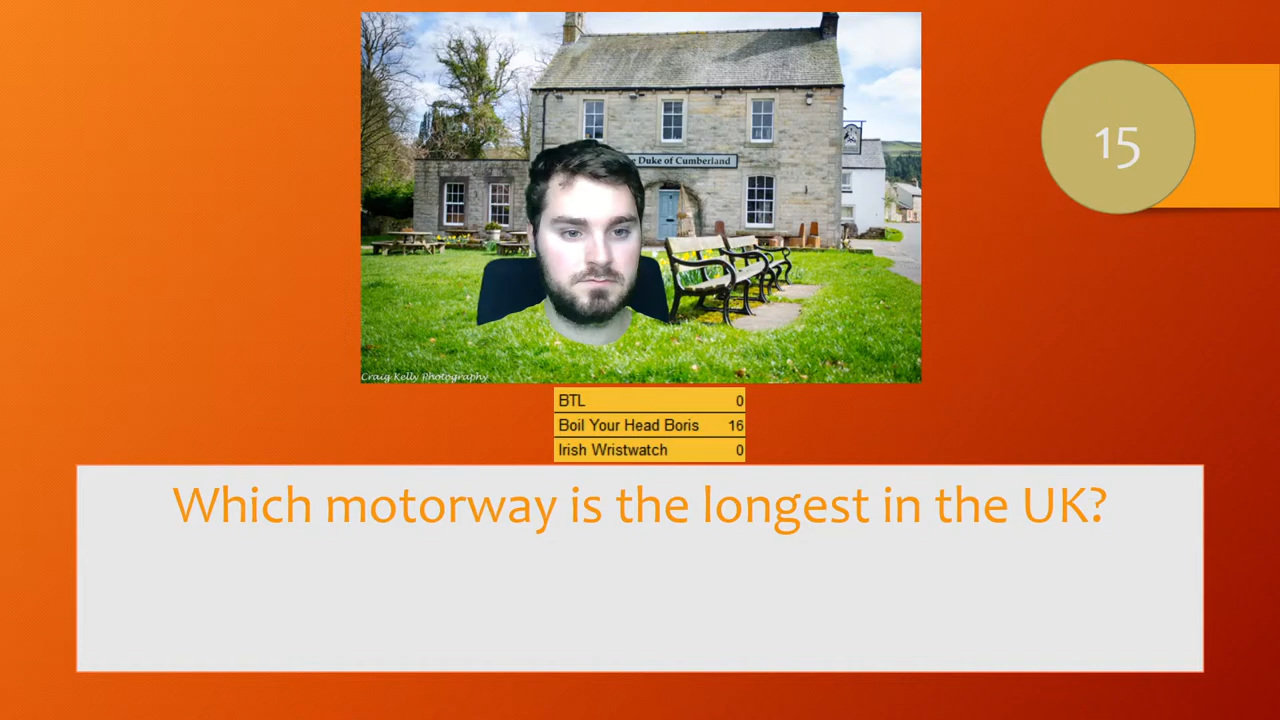 15
Duke of Cumberland
Craig Kelly Photography
BTL 0
Boil Your Head Boris 16
Irish Wristwatch 0
Which motorway is the longest in the UK?